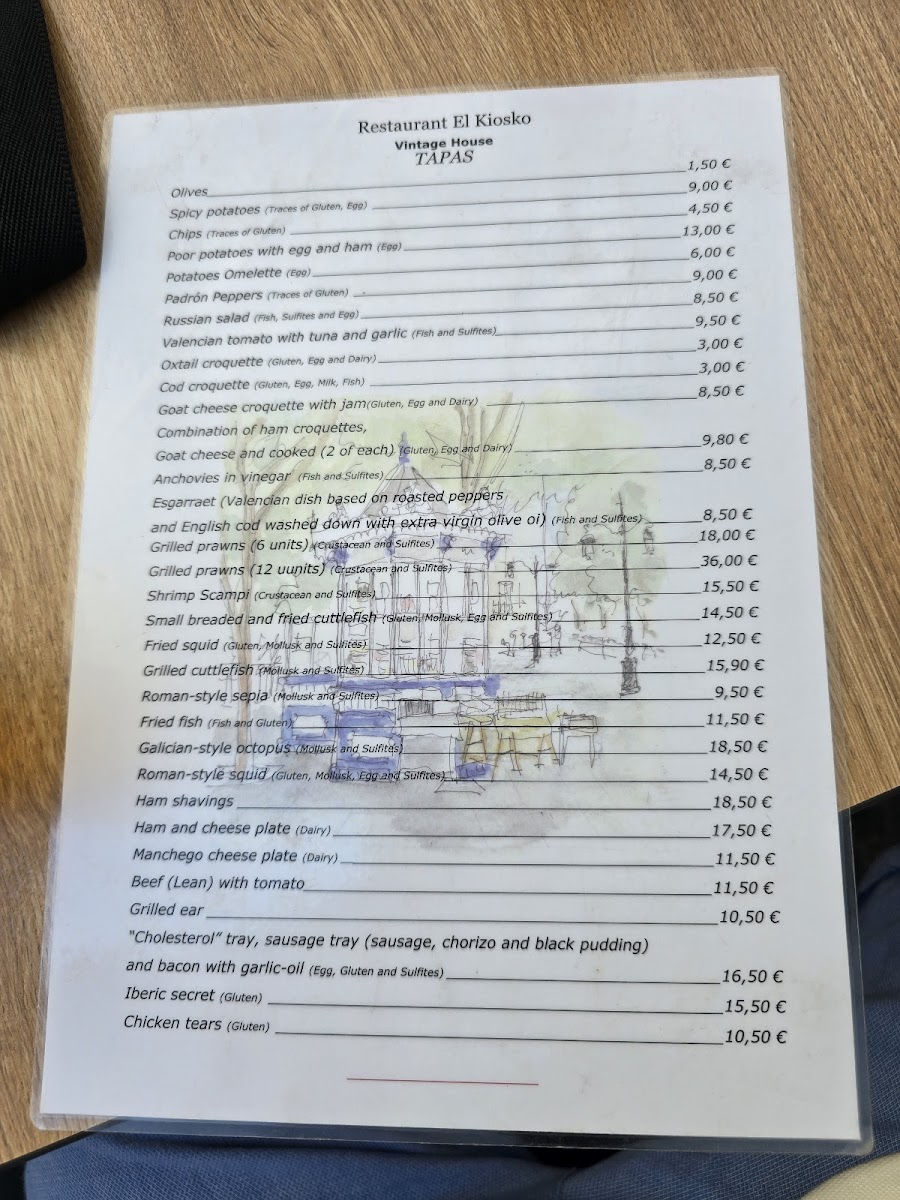 Restaurant El Kiosko
Vintage House
TAPAS
Olives 1,50 €
Spicy potatoes (Traces of Gluten, Egg) 9,00 €
Chips (Traces of Gluten) 4,50 €
Poor potatoes with egg and ham (Egg) 13,00 €
Potatoes Omelette (Egg) 6,00 €
Padrón Peppers (Traces of Gluten) 9,00 €
Russian salad (Fish, Sulfites and Egg) 8,50 €
Valencian tomato with tuna and garlic (Fish and Sulfites) 9,50 €
Oxtail croquette (Gluten, Egg and Dairy) 3,00 €
Cod croquette (Gluten, Egg, Milk, Fish) 3,00 €
Goat cheese croquette with jam(Gluten, Egg and Dairy) 8,50 €
Combination of ham croquettes,
Goat cheese and cooked (2 of each) (Gluten, Egg and Dairy) 9,80 €
Anchovies in vinegar (Fish and Sulfites) 8,50 €
Esgarraet (Valencian dish based on roasted peppers
and English cod washed down with extra virgin olive oi) (Fish and Sulfites) 8,50 €
Grilled prawns (6 units) (Crustacean and Sulfites) 18,00 €
Grilled prawns (12 uunits) (Crustacean and Sulfites) 36,00 €
Shrimp Scampi (Crustacean and Sulfites) 15,50 €
Small breaded and fried cuttlefish (Gluten, Mollusk, Egg and Sulfites) 14,50 €
Fried squid (Gluten, Mollusk and Sulfites) 12,50 €
Grilled cuttlefish (Mollusk and Sulfites) 15,90 €
Roman-style sepia (Mollusk and Sulfites) 9,50 €
Fried fish (Fish and Gluten) 11,50 €
Galician-style octopus (Mollusk and Sulfites) 18,50 €
Roman-style squid (Gluten, Mollusk, Egg and Sulfites) 14,50 €
Ham shavings 18,50 €
Ham and cheese plate (Dairy) 17,50 €
Manchego cheese plate (Dairy) 11,50 €
Beef (Lean) with tomato 11,50 €
Grilled ear 10,50 €
"Cholesterol" tray, sausage tray (sausage, chorizo and black pudding)
and bacon with garlic-oil (Egg, Gluten and Sulfites) 16,50 €
Iberic secret (Gluten) 15,50 €
Chicken tears (Gluten) 10,50 €